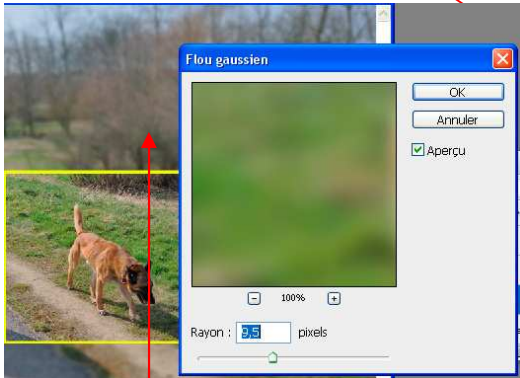 Flou gaussien
OK
Annuler
Aperçu
100%
Rayon : 9,5 pixels